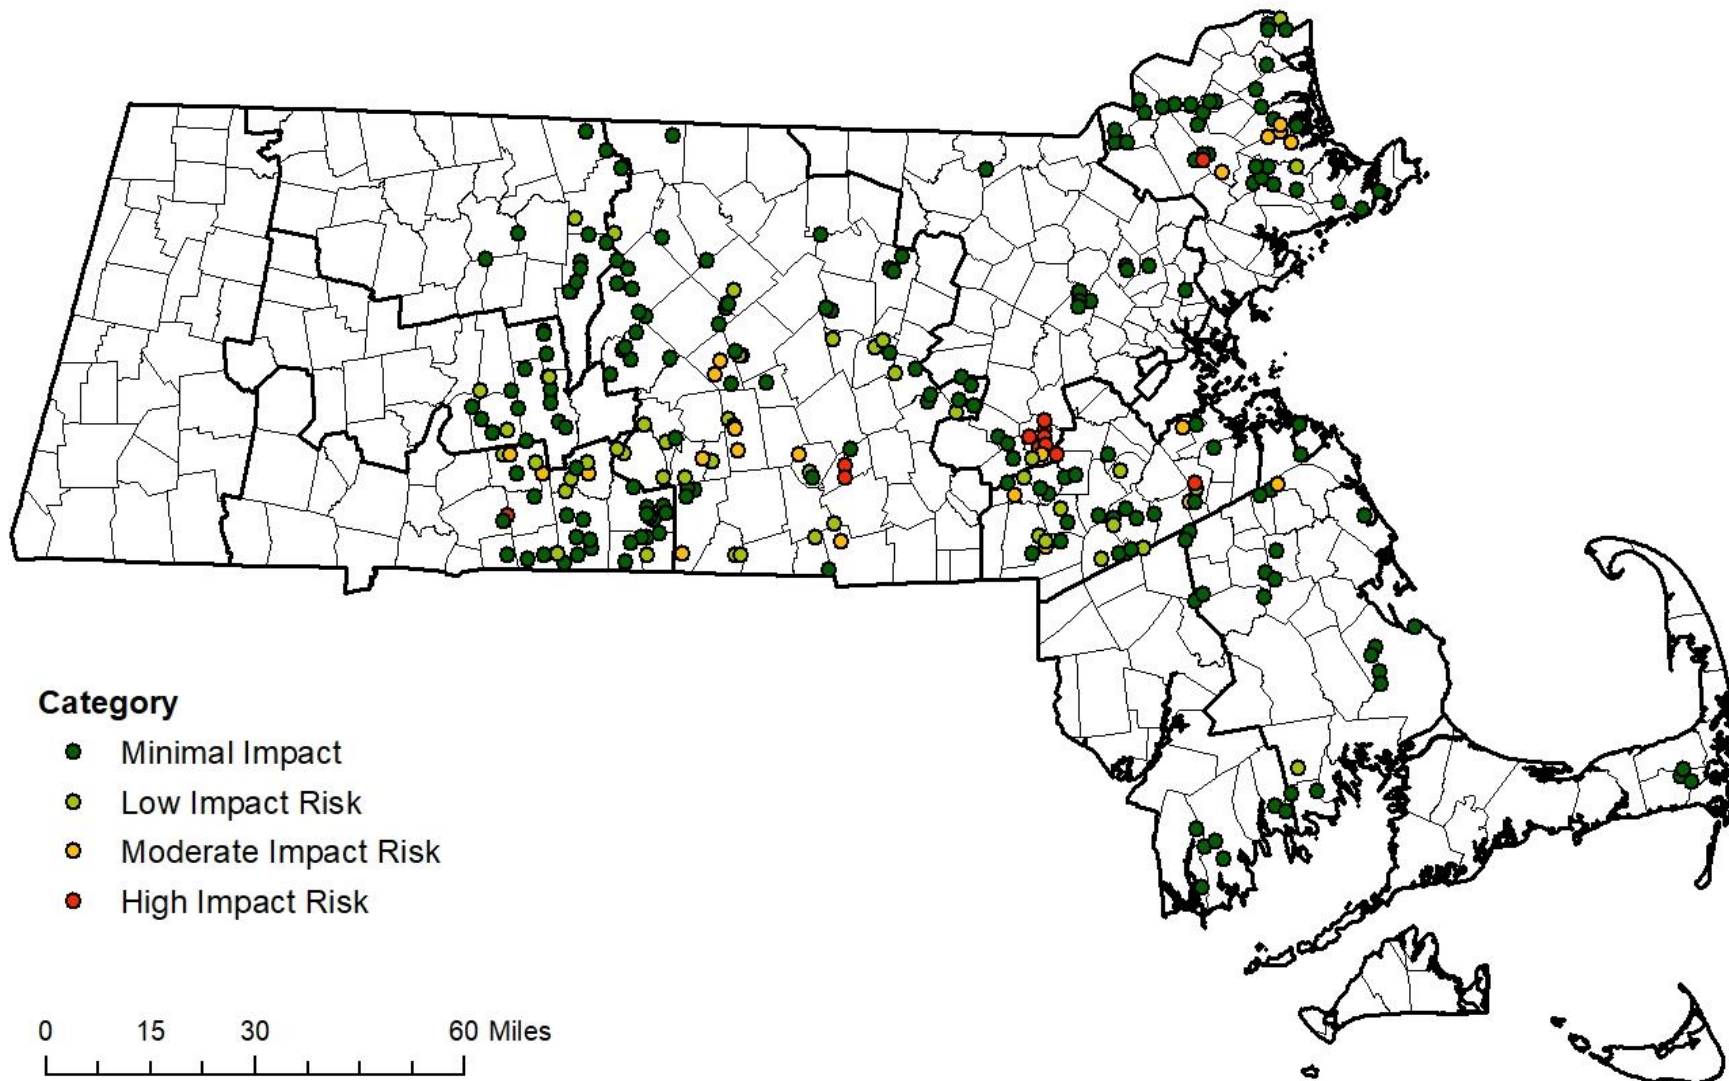 Category
Minimal Impact
Low Impact Risk
Moderate Impact Risk
High Impact Risk
0 15 30 60 Miles